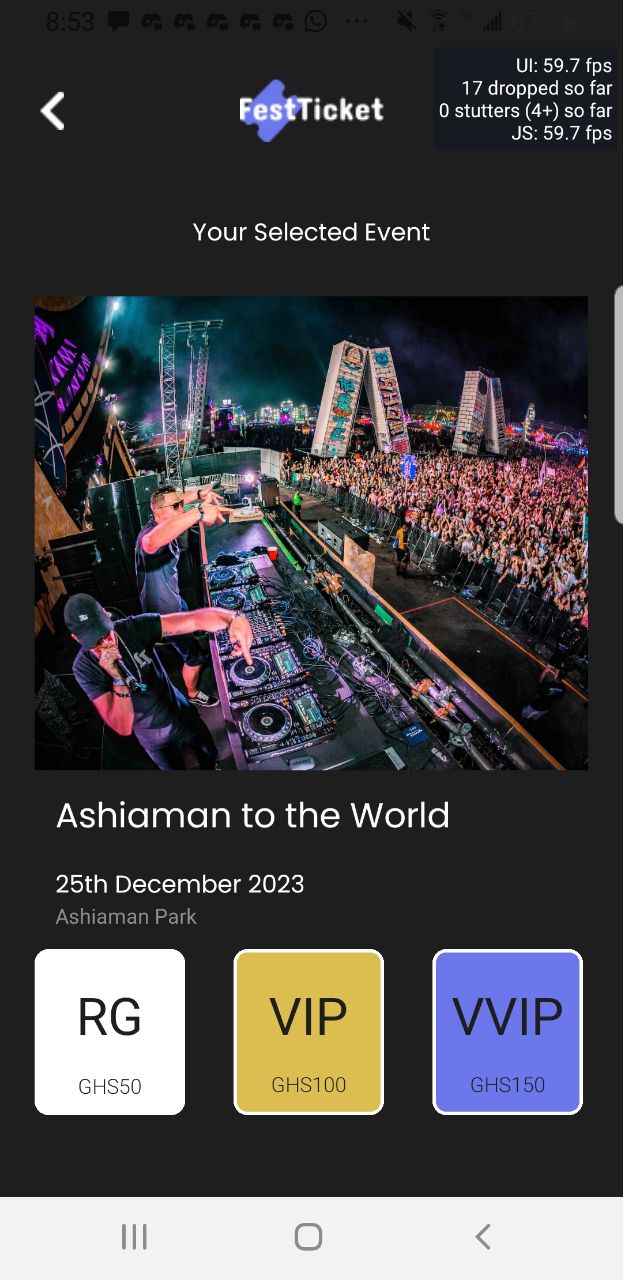 8:53
67%
UI: 59.7 fps
17 dropped so far
0 stutters (4+) so far
JS: 59.7 fps
FestTicket
Your Selected Event
Ashiaman to the World
25th December 2023
Ashiaman Park
RG
VIP
VVIP
GHS50
GHS100
GHS150